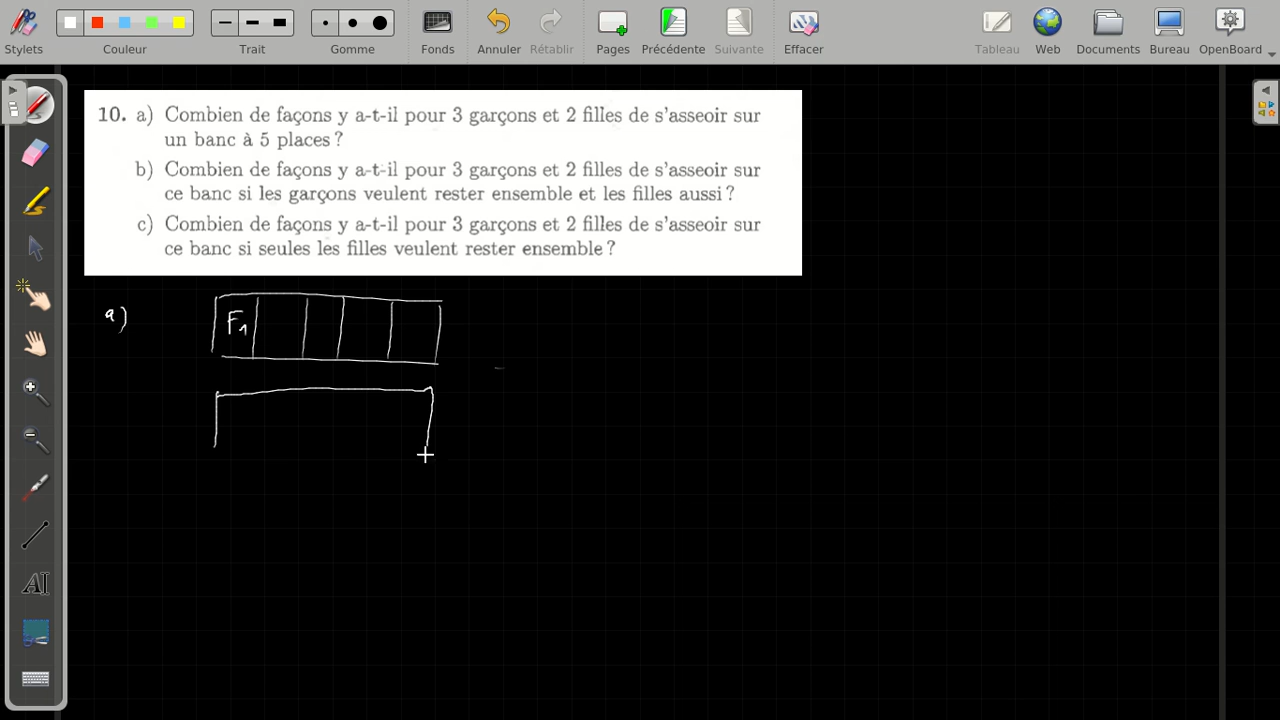 Stylets Couleur Trait Gomme Fonds Annuler Rétablir Pages Précédente Suivante Effacer Tableau Web Documents Bureau OpenBoard
10. a) Combien de façons y a-t-il pour 3 garçons et 2 filles de s'asseoir sur
un banc à 5 places ?
b) Combien de façons y a-t-il pour 3 garçons et 2 filles de s'asseoir sur
ce banc si les garçons veulent rester ensemble et les filles aussi ?
c) Combien de façons y a-t-il pour 3 garçons et 2 filles de s'asseoir sur
ce banc si seules les filles veulent rester ensemble ?
a) F1
AI